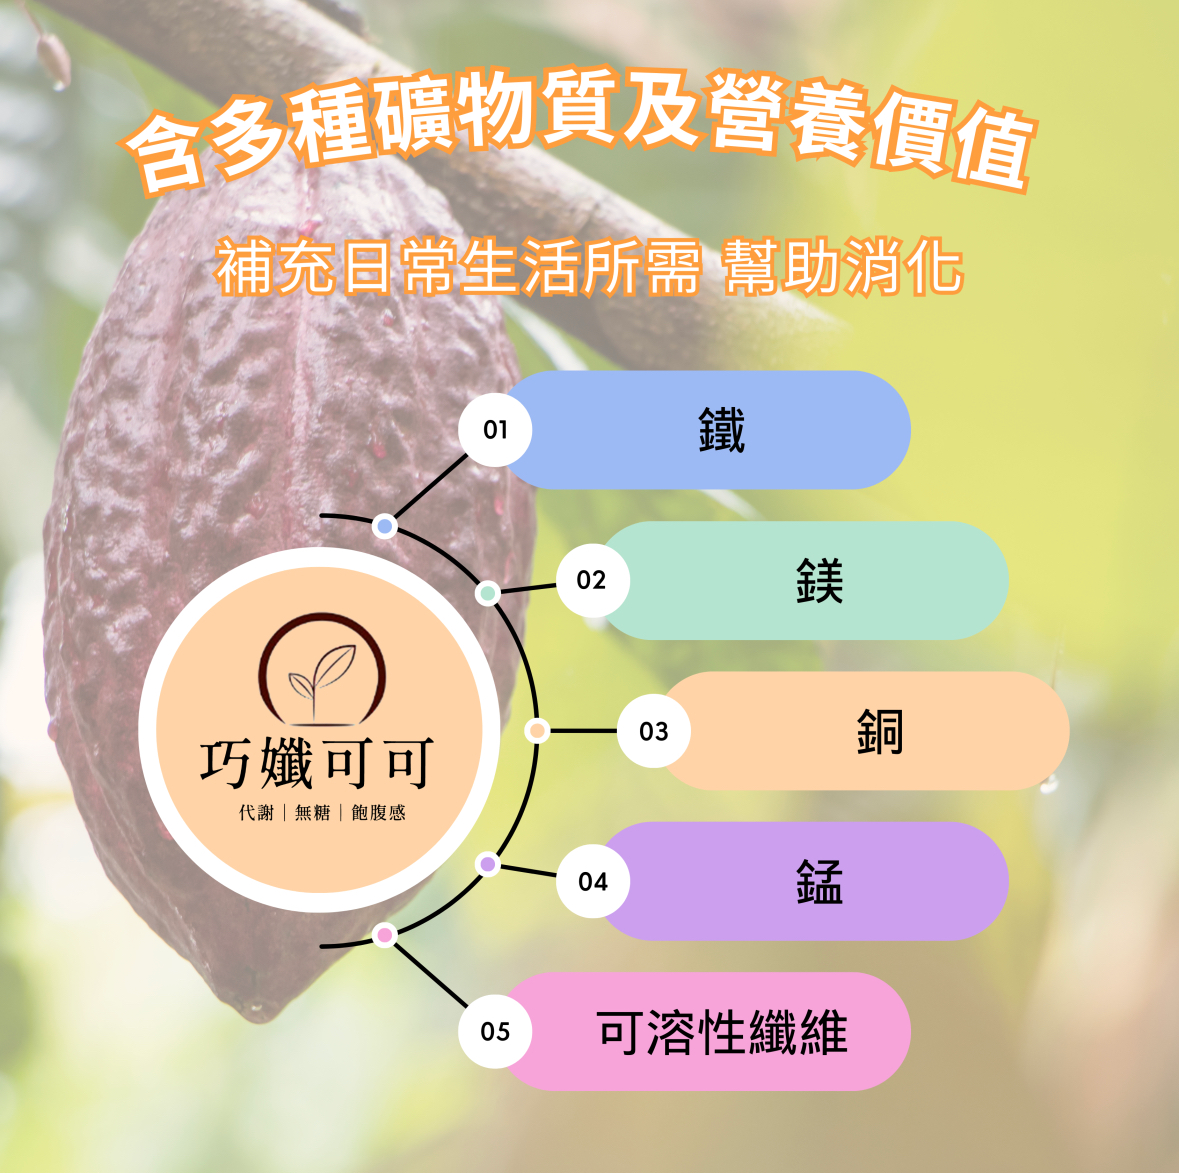 含多種礦物質及營養價值
補充日常生活所需 幫助消化
01
鐵
02
鎂
03
銅
巧孅可可
代謝｜無糖｜飽腹感
04
錳
05
可溶性纖維